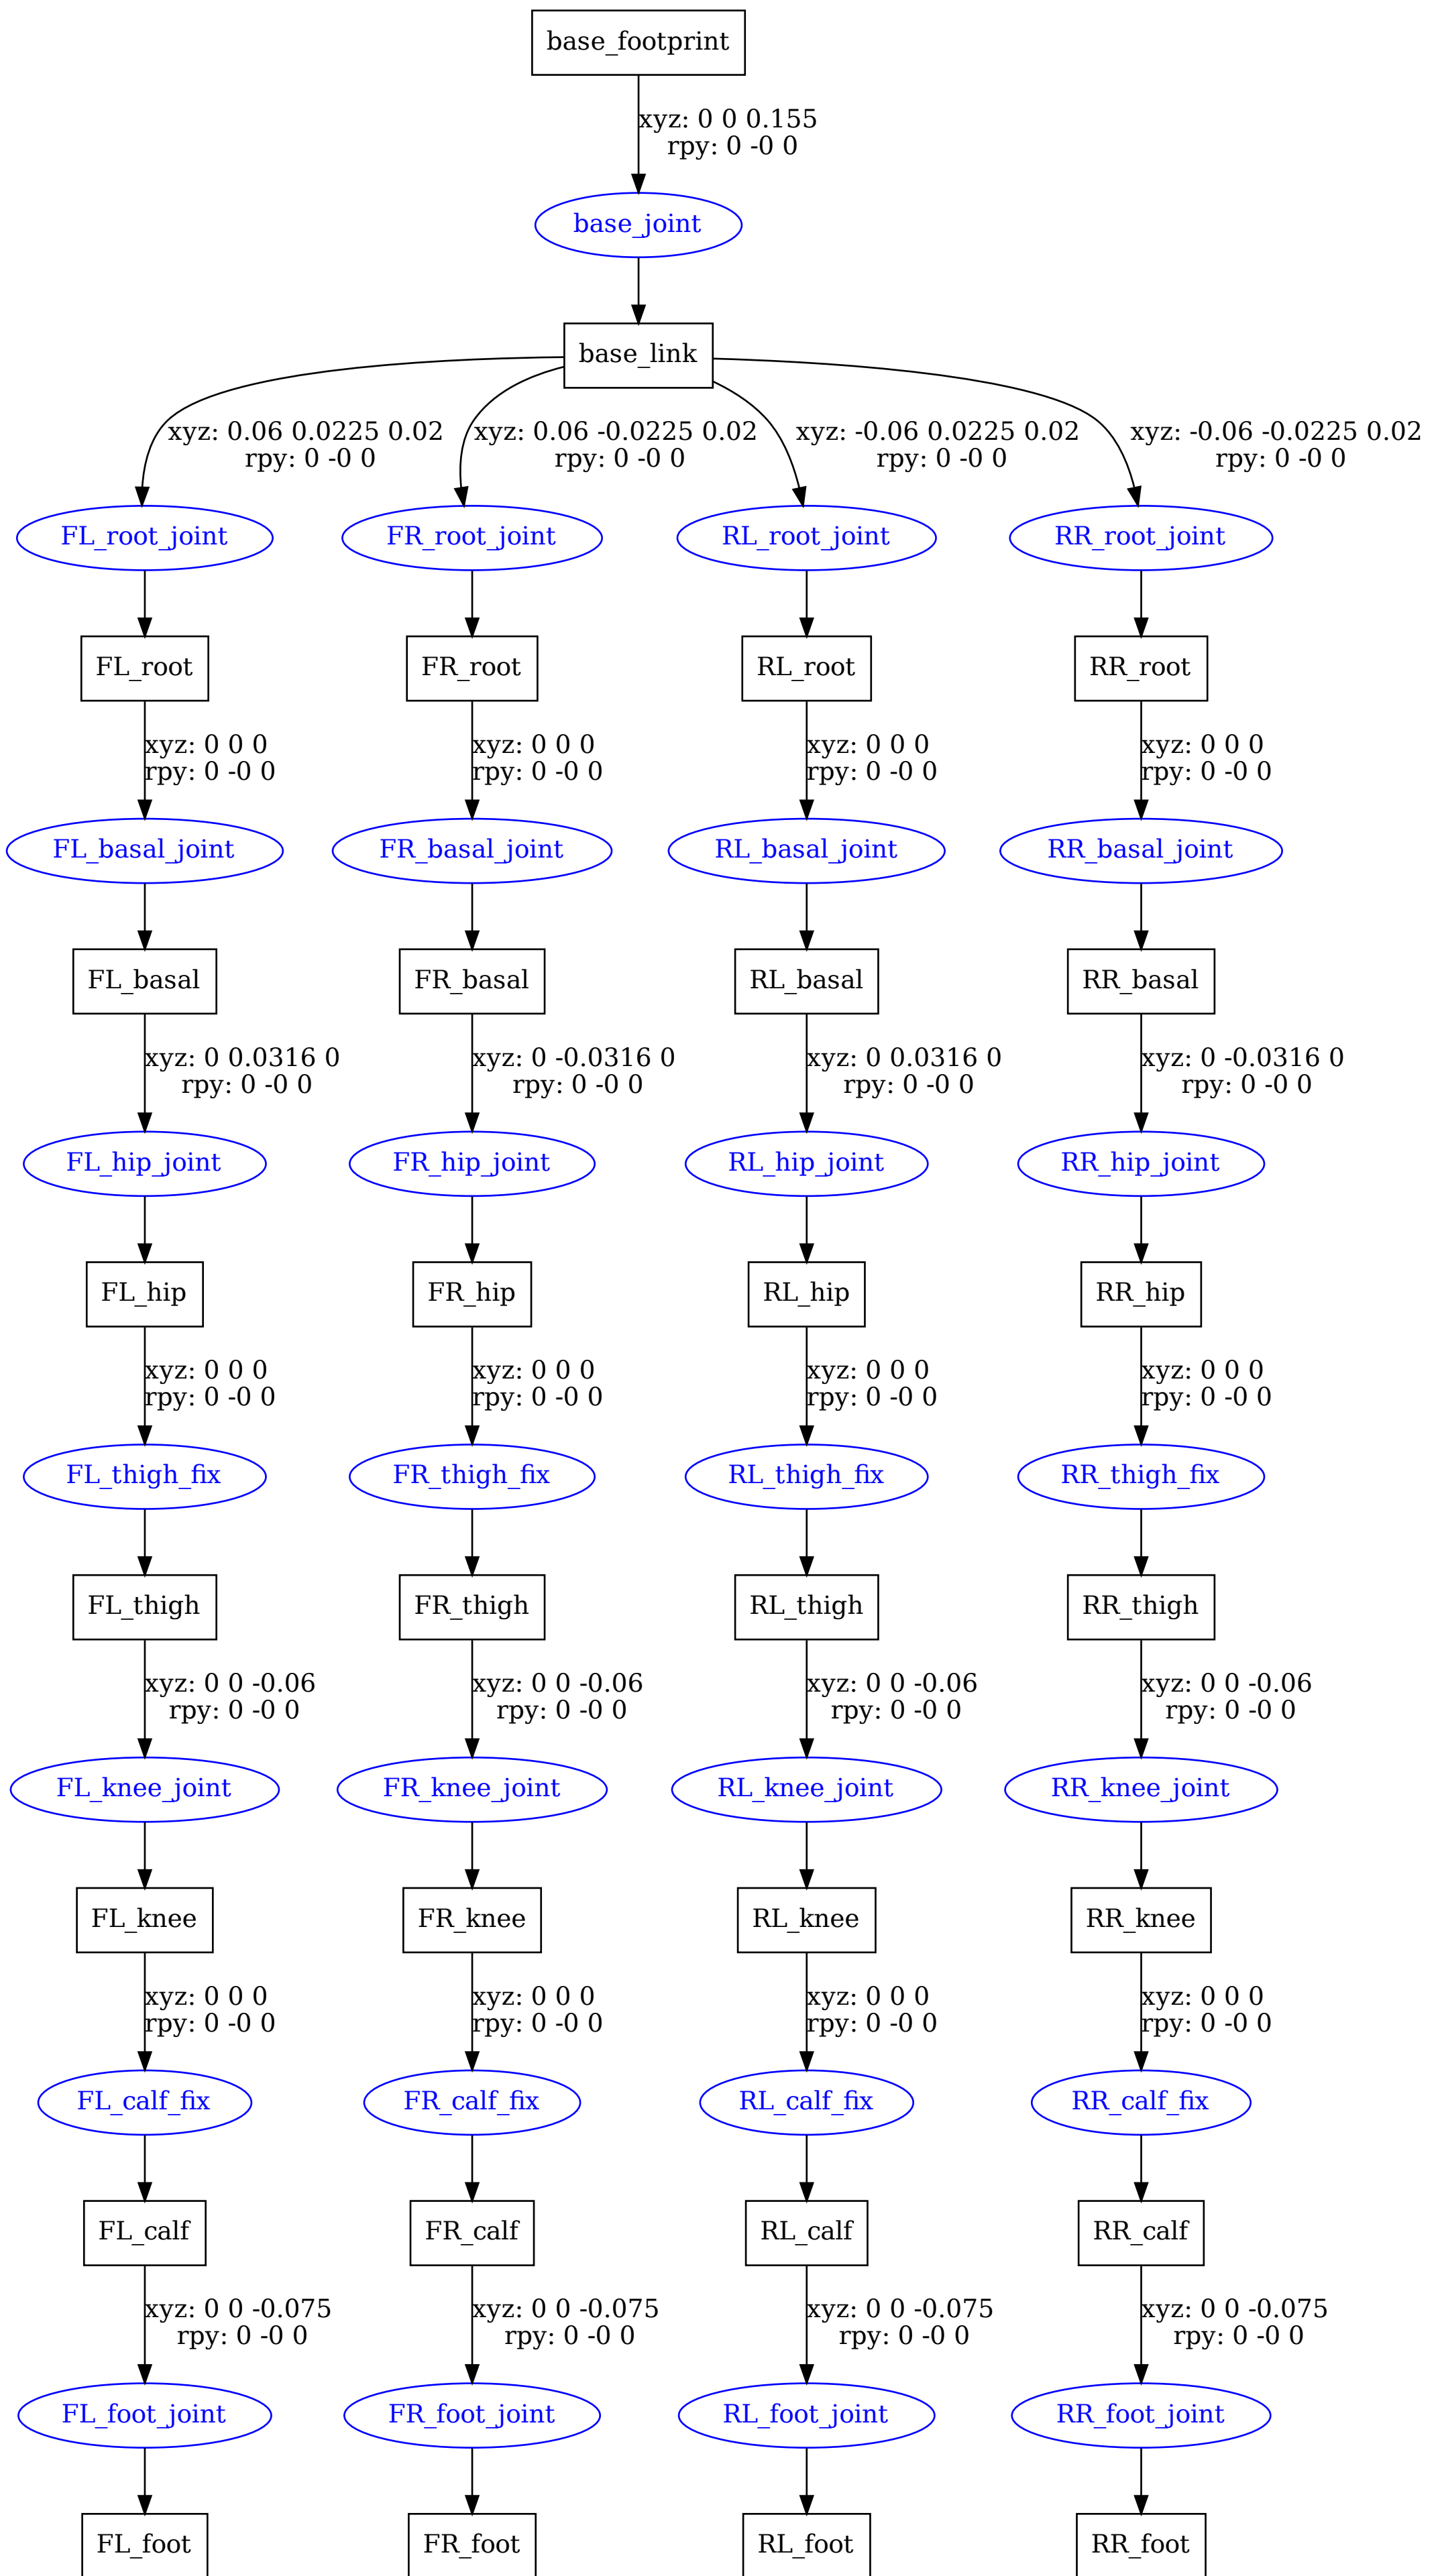 base_footprint
xyz: 0 0 0.155
rpy: 0 -0 0
base_joint
base_link
xyz: 0.06 0.0225 0.02
rpy: 0 -0 0
xyz: 0.06 -0.0225 0.02
rpy: 0 -0 0
xyz: -0.06 0.0225 0.02
rpy: 0 -0 0
xyz: -0.06 -0.0225 0.02
rpy: 0 -0 0
FL_root_joint
FR_root_joint
RL_root_joint
RR_root_joint
FL_root
FR_root
RL_root
RR_root
xyz: 0 0 0
rpy: 0 -0 0
xyz: 0 0 0
rpy: 0 -0 0
xyz: 0 0 0
rpy: 0 -0 0
xyz: 0 0 0
rpy: 0 -0 0
FL_basal_joint
FR_basal_joint
RL_basal_joint
RR_basal_joint
FL_basal
FR_basal
RL_basal
RR_basal
xyz: 0 0.0316 0
rpy: 0 -0 0
xyz: 0 -0.0316 0
rpy: 0 -0 0
xyz: 0 0.0316 0
rpy: 0 -0 0
xyz: 0 -0.0316 0
rpy: 0 -0 0
FL_hip_joint
FR_hip_joint
RL_hip_joint
RR_hip_joint
FL_hip
FR_hip
RL_hip
RR_hip
xyz: 0 0 0
rpy: 0 -0 0
xyz: 0 0 0
rpy: 0 -0 0
xyz: 0 0 0
rpy: 0 -0 0
xyz: 0 0 0
rpy: 0 -0 0
FL_thigh_fix
FR_thigh_fix
RL_thigh_fix
RR_thigh_fix
FL_thigh
FR_thigh
RL_thigh
RR_thigh
xyz: 0 0 -0.06
rpy: 0 -0 0
xyz: 0 0 -0.06
rpy: 0 -0 0
xyz: 0 0 -0.06
rpy: 0 -0 0
xyz: 0 0 -0.06
rpy: 0 -0 0
FL_knee_joint
FR_knee_joint
RL_knee_joint
RR_knee_joint
FL_knee
FR_knee
RL_knee
RR_knee
xyz: 0 0 0
rpy: 0 -0 0
xyz: 0 0 0
rpy: 0 -0 0
xyz: 0 0 0
rpy: 0 -0 0
xyz: 0 0 0
rpy: 0 -0 0
FL_calf_fix
FR_calf_fix
RL_calf_fix
RR_calf_fix
FL_calf
FR_calf
RL_calf
RR_calf
xyz: 0 0 -0.075
rpy: 0 -0 0
xyz: 0 0 -0.075
rpy: 0 -0 0
xyz: 0 0 -0.075
rpy: 0 -0 0
xyz: 0 0 -0.075
rpy: 0 -0 0
FL_foot_joint
FR_foot_joint
RL_foot_joint
RR_foot_joint
FL_foot
FR_foot
RL_foot
RR_foot